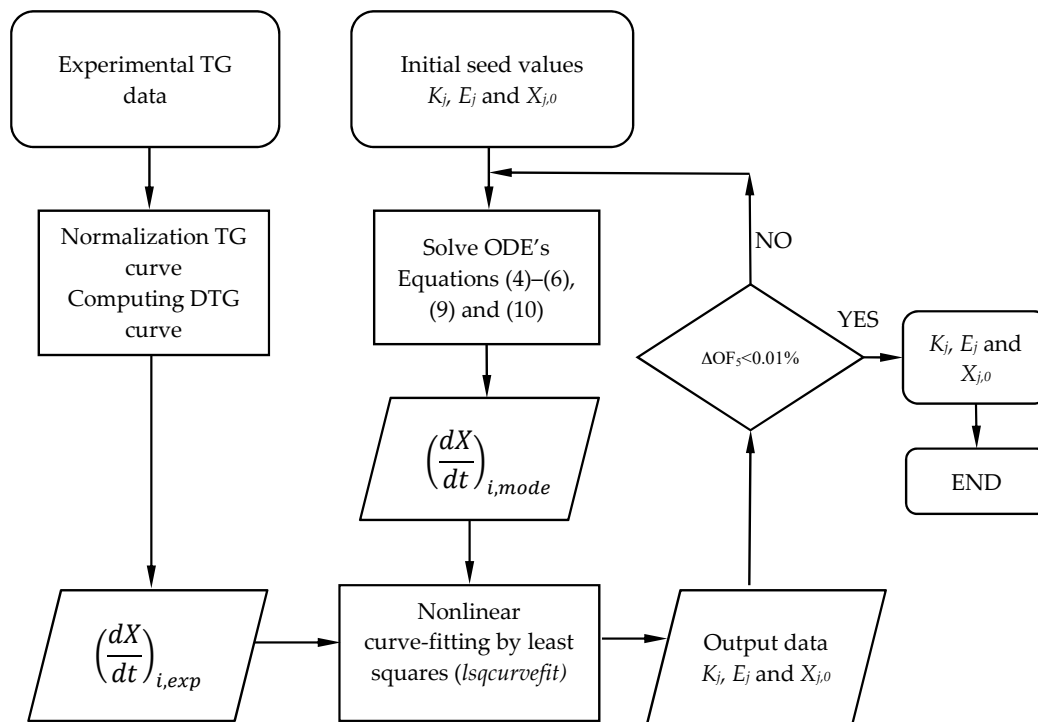 Experimental TG
data
Initial seed values
Kj, Ej and Xj,0
Normalization TG
curve
Computing DTG
curve
Solve ODE's
Equations (4)–(6),
(9) and (10)
NO
YES
ΔOF5<0.01%
Kj, Ej and
Xj,0
END
(dX/dt)i,mode
(dX/dt)i,exp
Nonlinear
curve-fitting by least
squares (lsqcurvefit)
Output data
Kj, Ej and Xj,0